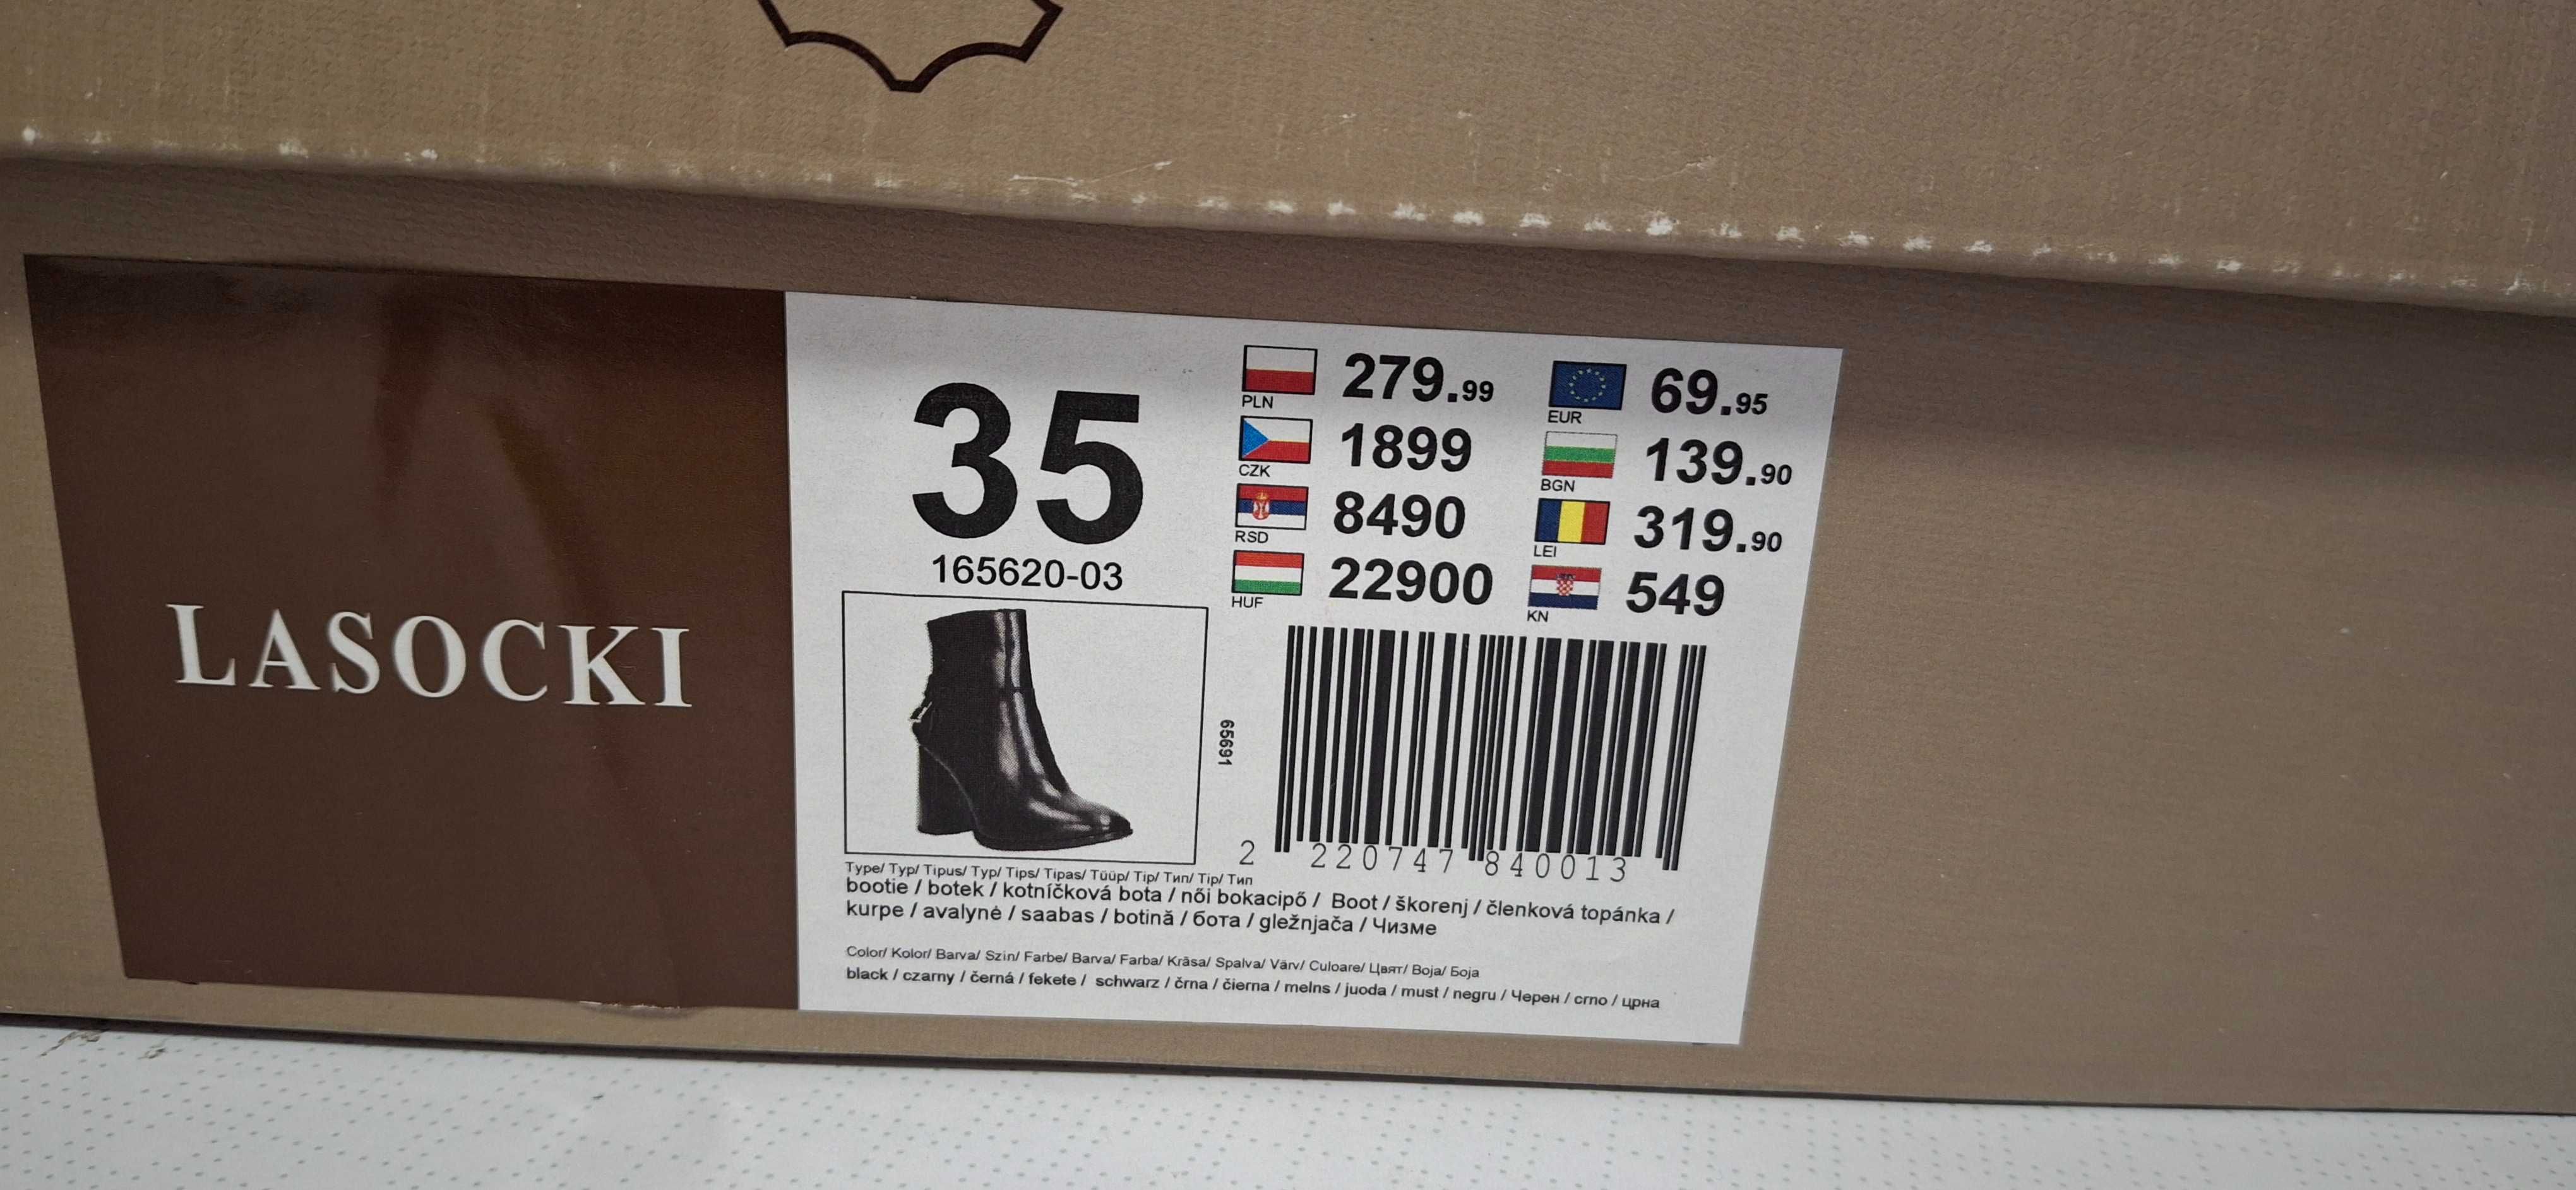 LASOCKI
35
165620-03
PLN 279.99
EUR 69.95
CZK 1899
BGN 139.90
RSD 8490
LEI 319.90
HUF 22900
KN 549
65691
2 220747 840013
Type/ Typ/ Tipus/ Typ/ Tips/ Tipas/ Tüüp/ Tip/ Тип/ Tip/ Тип
bootie / botek / kotníčková bota / női bokacipő / Boot / škorenj / členková topánka /
kurpe / avalynė / saabas / botină / бота / gležnjača / Чизме
Color/ Kolor/ Barva/ Szin/ Farbe/ Barva/ Farba/ Krāsa/ Spalva/ Värv/ Culoare/ Цвят/ Boja/ Боја
black / czarny / černá / fekete / schwarz / črna / čierna / melns / juoda / must / negru / Черен / crno / црна